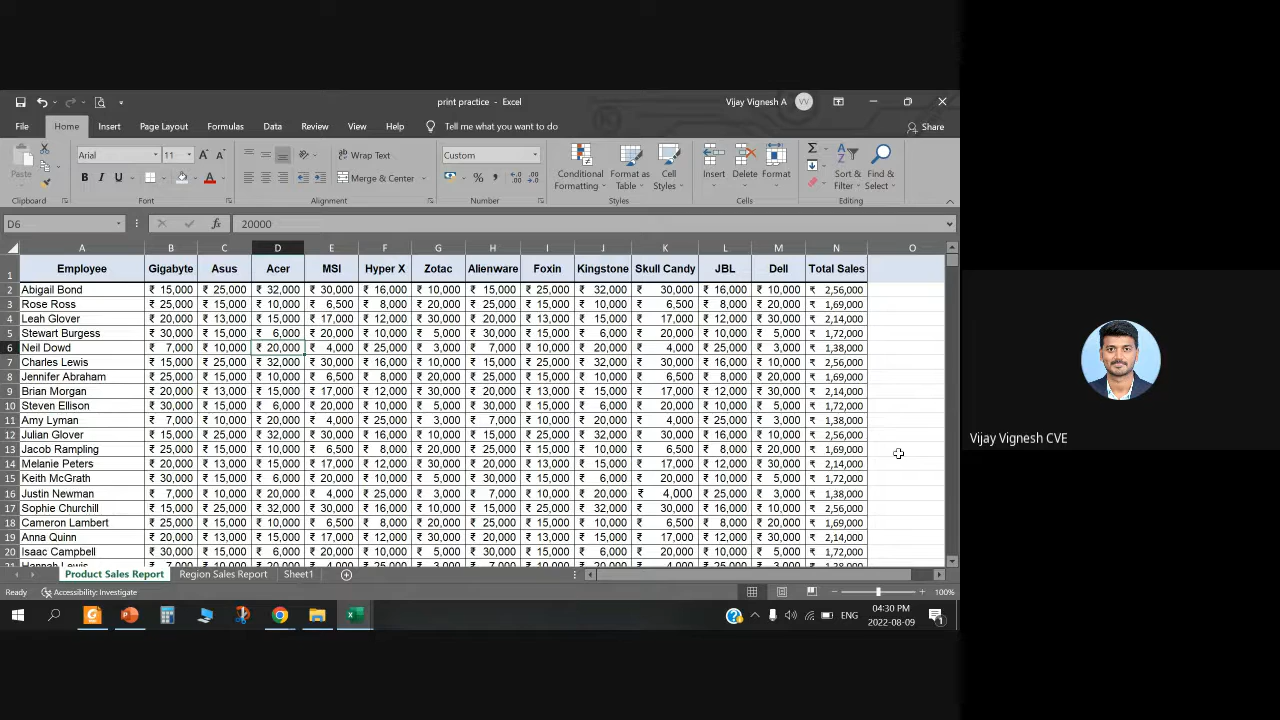 print practice - Excel
Vijay Vignesh A VV
File Home Insert Page Layout Formulas Data Review View Help Tell me what you want to do Share
Paste Arial 11 Wrap Text Custom Conditional Formatting Format as Table Cell Styles Insert Delete Format Sort & Filter Find & Select
B I U Merge & Center
Clipboard Font Alignment Number Styles Cells Editing
D6 fx 20000
A B C D E F G H I J K L M N O
1 Employee Gigabyte Asus Acer MSI Hyper X Zotac Alienware Foxin Kingstone Skull Candy JBL Dell Total Sales
2 Abigail Bond ₹ 15,000 ₹ 25,000 ₹ 32,000 ₹ 30,000 ₹ 16,000 ₹ 10,000 ₹ 15,000 ₹ 25,000 ₹ 32,000 ₹ 30,000 ₹ 16,000 ₹ 10,000 ₹ 2,56,000
3 Rose Ross ₹ 25,000 ₹ 15,000 ₹ 10,000 ₹ 6,500 ₹ 8,000 ₹ 20,000 ₹ 25,000 ₹ 15,000 ₹ 10,000 ₹ 6,500 ₹ 8,000 ₹ 20,000 ₹ 1,69,000
4 Leah Glover ₹ 20,000 ₹ 13,000 ₹ 15,000 ₹ 17,000 ₹ 12,000 ₹ 30,000 ₹ 20,000 ₹ 13,000 ₹ 15,000 ₹ 17,000 ₹ 12,000 ₹ 30,000 ₹ 2,14,000
5 Stewart Burgess ₹ 30,000 ₹ 15,000 ₹ 6,000 ₹ 20,000 ₹ 10,000 ₹ 5,000 ₹ 30,000 ₹ 15,000 ₹ 6,000 ₹ 20,000 ₹ 10,000 ₹ 5,000 ₹ 1,72,000
6 Neil Dowd ₹ 7,000 ₹ 10,000 ₹ 20,000 ₹ 4,000 ₹ 25,000 ₹ 3,000 ₹ 7,000 ₹ 10,000 ₹ 20,000 ₹ 4,000 ₹ 25,000 ₹ 3,000 ₹ 1,38,000
7 Charles Lewis ₹ 15,000 ₹ 25,000 ₹ 32,000 ₹ 30,000 ₹ 16,000 ₹ 10,000 ₹ 15,000 ₹ 25,000 ₹ 32,000 ₹ 30,000 ₹ 16,000 ₹ 10,000 ₹ 2,56,000
8 Jennifer Abraham ₹ 25,000 ₹ 15,000 ₹ 10,000 ₹ 6,500 ₹ 8,000 ₹ 20,000 ₹ 25,000 ₹ 15,000 ₹ 10,000 ₹ 6,500 ₹ 8,000 ₹ 20,000 ₹ 1,69,000
9 Brian Morgan ₹ 20,000 ₹ 13,000 ₹ 15,000 ₹ 17,000 ₹ 12,000 ₹ 30,000 ₹ 20,000 ₹ 13,000 ₹ 15,000 ₹ 17,000 ₹ 12,000 ₹ 30,000 ₹ 2,14,000
10 Steven Ellison ₹ 30,000 ₹ 15,000 ₹ 6,000 ₹ 20,000 ₹ 10,000 ₹ 5,000 ₹ 30,000 ₹ 15,000 ₹ 6,000 ₹ 20,000 ₹ 10,000 ₹ 5,000 ₹ 1,72,000
11 Amy Lyman ₹ 7,000 ₹ 10,000 ₹ 20,000 ₹ 4,000 ₹ 25,000 ₹ 3,000 ₹ 7,000 ₹ 10,000 ₹ 20,000 ₹ 4,000 ₹ 25,000 ₹ 3,000 ₹ 1,38,000
12 Julian Glover ₹ 15,000 ₹ 25,000 ₹ 32,000 ₹ 30,000 ₹ 16,000 ₹ 10,000 ₹ 15,000 ₹ 25,000 ₹ 32,000 ₹ 30,000 ₹ 16,000 ₹ 10,000 ₹ 2,56,000
13 Jacob Rampling ₹ 25,000 ₹ 15,000 ₹ 10,000 ₹ 6,500 ₹ 8,000 ₹ 20,000 ₹ 25,000 ₹ 15,000 ₹ 10,000 ₹ 6,500 ₹ 8,000 ₹ 20,000 ₹ 1,69,000
14 Melanie Peters ₹ 20,000 ₹ 13,000 ₹ 15,000 ₹ 17,000 ₹ 12,000 ₹ 30,000 ₹ 20,000 ₹ 13,000 ₹ 15,000 ₹ 17,000 ₹ 12,000 ₹ 30,000 ₹ 2,14,000
15 Keith McGrath ₹ 30,000 ₹ 15,000 ₹ 6,000 ₹ 20,000 ₹ 10,000 ₹ 5,000 ₹ 30,000 ₹ 15,000 ₹ 6,000 ₹ 20,000 ₹ 10,000 ₹ 5,000 ₹ 1,72,000
16 Justin Newman ₹ 7,000 ₹ 10,000 ₹ 20,000 ₹ 4,000 ₹ 25,000 ₹ 3,000 ₹ 7,000 ₹ 10,000 ₹ 20,000 ₹ 4,000 ₹ 25,000 ₹ 3,000 ₹ 1,38,000
17 Sophie Churchill ₹ 15,000 ₹ 25,000 ₹ 32,000 ₹ 30,000 ₹ 16,000 ₹ 10,000 ₹ 15,000 ₹ 25,000 ₹ 32,000 ₹ 30,000 ₹ 16,000 ₹ 10,000 ₹ 2,56,000
18 Cameron Lambert ₹ 25,000 ₹ 15,000 ₹ 10,000 ₹ 6,500 ₹ 8,000 ₹ 20,000 ₹ 25,000 ₹ 15,000 ₹ 10,000 ₹ 6,500 ₹ 8,000 ₹ 20,000 ₹ 1,69,000
19 Anna Quinn ₹ 20,000 ₹ 13,000 ₹ 15,000 ₹ 17,000 ₹ 12,000 ₹ 30,000 ₹ 20,000 ₹ 13,000 ₹ 15,000 ₹ 17,000 ₹ 12,000 ₹ 30,000 ₹ 2,14,000
20 Isaac Campbell ₹ 30,000 ₹ 15,000 ₹ 6,000 ₹ 20,000 ₹ 10,000 ₹ 5,000 ₹ 30,000 ₹ 15,000 ₹ 6,000 ₹ 20,000 ₹ 10,000 ₹ 5,000 ₹ 1,72,000
Product Sales Report Region Sales Report Sheet1
Ready Accessibility: Investigate 100%
ENG 04:30 PM
2022-08-09
Vijay Vignesh CVE